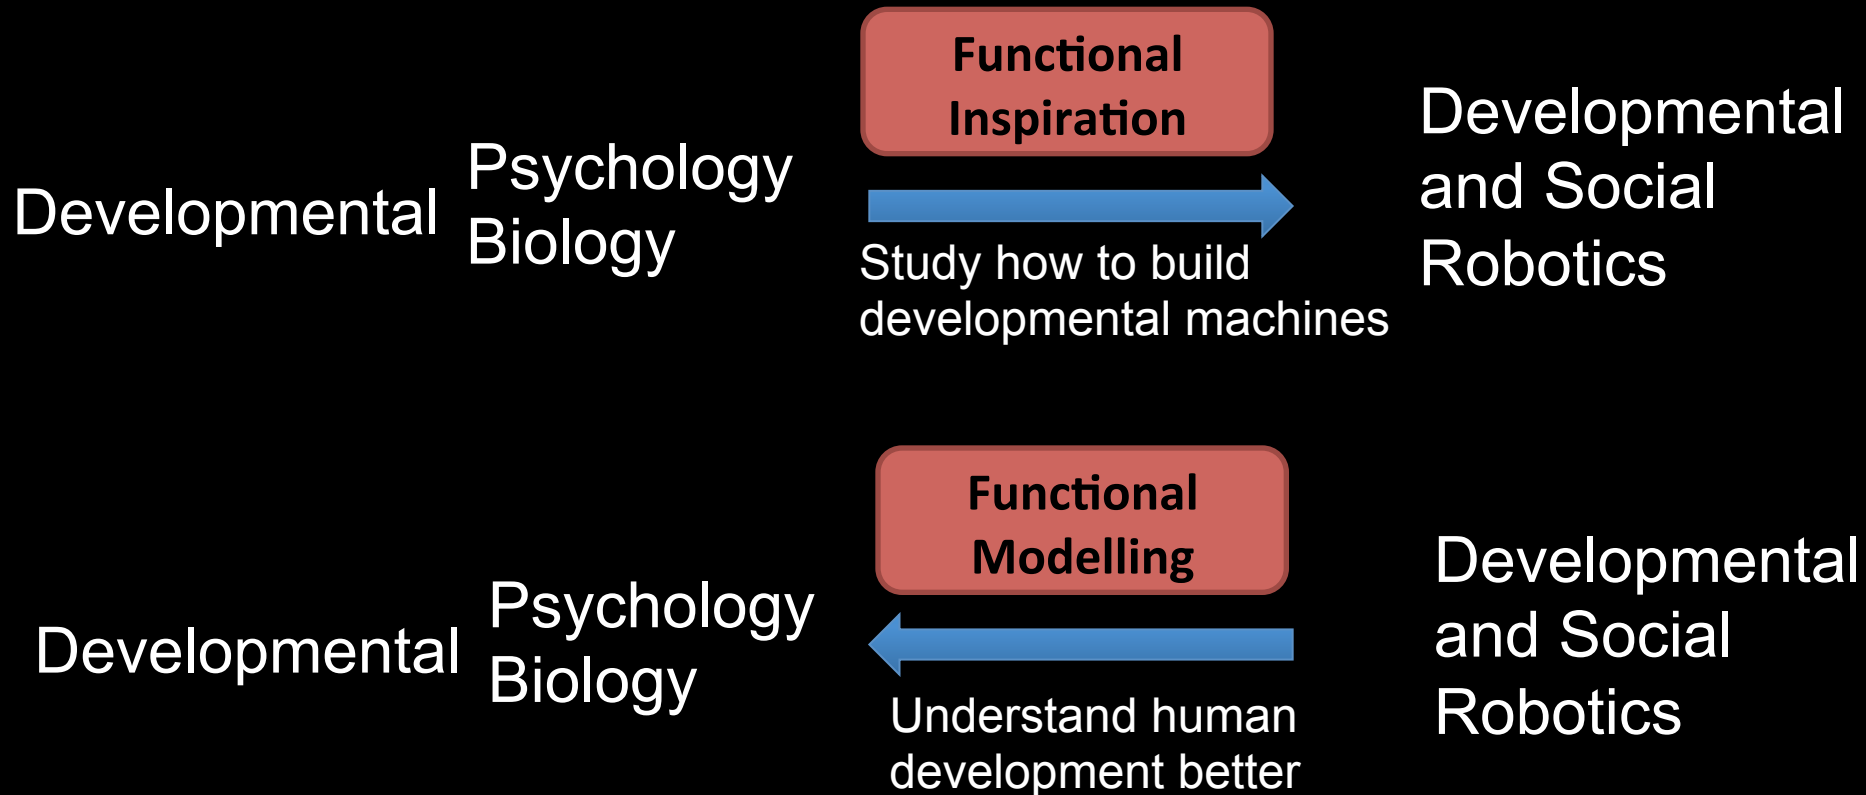 Functional
Inspiration
Developmental
Psychology
Biology
Study how to build
developmental machines
Developmental
and Social
Robotics
Functional
Modelling
Developmental
Psychology
Biology
Understand human
development better
Developmental
and Social
Robotics